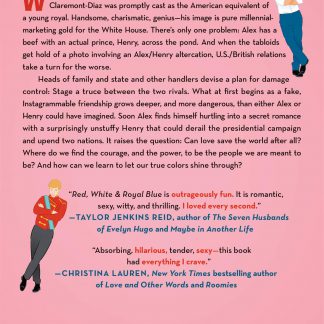 W
Claremont-Diaz was promptly cast as the American equivalent of
a young royal. Handsome, charismatic, genius—his image is pure millennial-
marketing gold for the White House. There's only one problem: Alex has
a beef with an actual prince, Henry, across the pond. And when the tabloids
get hold of a photo involving an Alex/Henry altercation, U.S./British relations
take a turn for the worse.
Heads of family and state and other handlers devise a plan for damage
control: Stage a truce between the two rivals. What at first begins as a fake,
Instagrammable friendship grows deeper, and more dangerous, than either Alex or
Henry could have imagined. Soon Alex finds himself hurtling into a secret romance
with a surprisingly unstuffy Henry that could derail the presidential campaign
and upend two nations. It raises the question: Can love save the world after all?
Where do we find the courage, and the power, to be the people we are meant to
be? And how can we learn to let our true colors shine through?
"Red, White & Royal Blue is outrageously fun. It is romantic,
sexy, witty, and thrilling. I loved every second."
—TAYLOR JENKINS REID, author of The Seven Husbands
of Evelyn Hugo and Maybe in Another Life
"Absorbing, hilarious, tender, sexy—this book
had everything I crave."
—CHRISTINA LAUREN, New York Times bestselling author
of Love and Other Words and Roomies